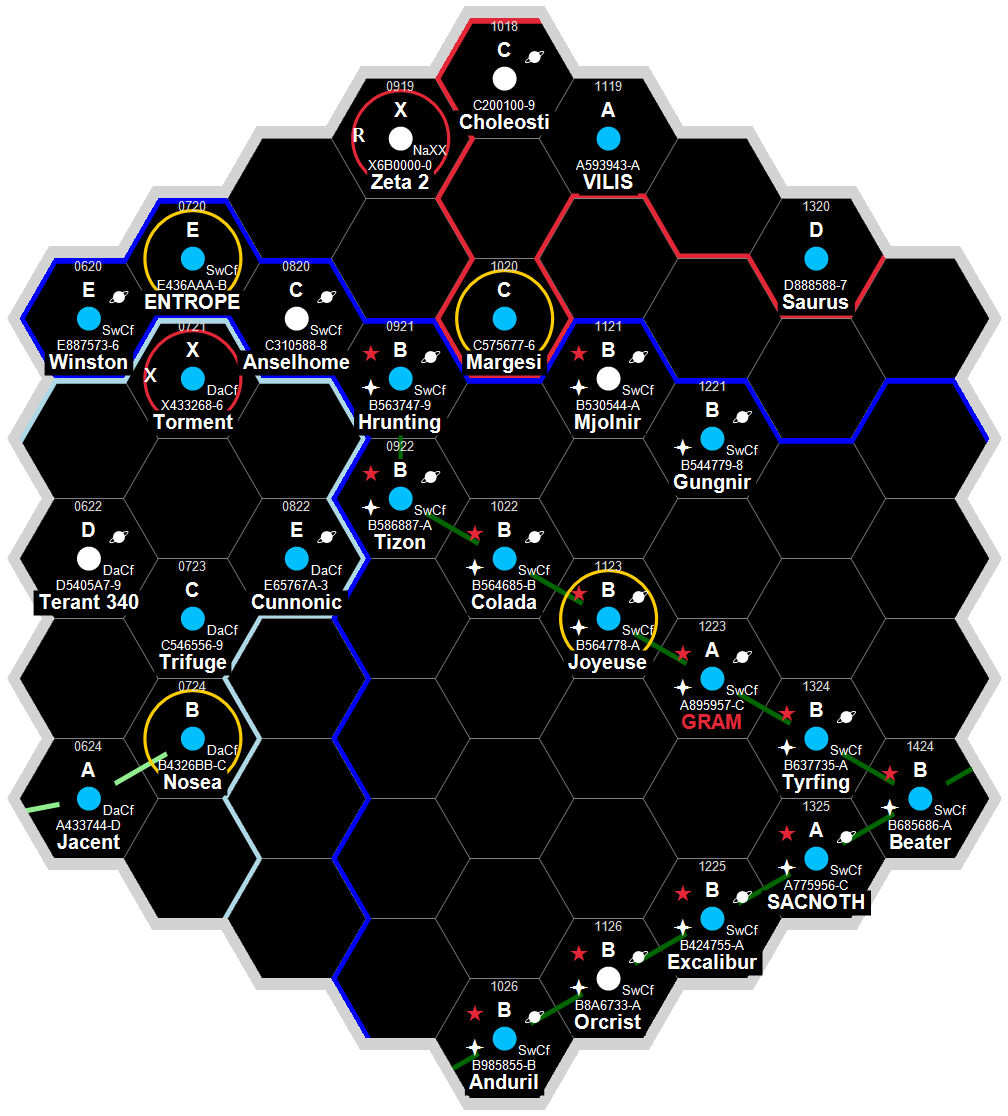 1018
C
C200100-9
Choleosti
0919
X
R
NaXX
X6B0000-0
Zeta 2
1119
A
A593943-A
VILIS
0720
E
SwCf
E436AAA-B
ENTROPE
1320
D
D888588-7
Saurus
0620
E
SwCf
E887573-6
Winston
0820
C
SwCf
C310588-8
Anselhome
1020
C
C575677-6
Margesi
0721
X
X
DaCf
X433268-6
Torment
0921
B
SwCf
B563747-9
Hrunting
1121
B
SwCf
B530544-A
Mjolnir
1221
B
SwCf
B544779-8
Gungnir
0922
B
SwCf
B586887-A
Tizon
0622
D
DaCf
D5405A7-9
Terant 340
0822
E
DaCf
E65767A-3
Cunnonic
1022
B
SwCf
B564685-B
Colada
0723
C
DaCf
C546556-9
Trifuge
1123
B
SwCf
B564778-A
Joyeuse
1223
A
SwCf
A895957-C
GRAM
0724
B
DaCf
B4326BB-C
Nosea
1324
B
SwCf
B637735-A
Tyrfing
0624
A
DaCf
A433744-D
Jacent
1424
B
SwCf
B685686-A
Beater
1325
A
SwCf
A775956-C
SACNOTH
1225
B
SwCf
B424755-A
Excalibur
1126
B
SwCf
B8A6733-A
Orcrist
1026
B
SwCf
B985855-B
Anduril